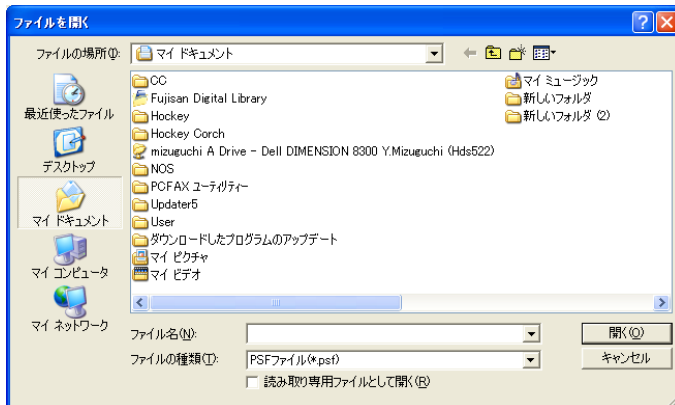 ファイルを開く
ファイルの場所(I):
マイ ドキュメント
最近使ったファイル
デスクトップ
マイ ドキュメント
マイ コンピュータ
マイ ネットワーク
CC
Fujisan Digital Library
Hockey
Hockey Corch
mizuguchi A Drive - Dell DIMENSION 8300 Y.Mizuguchi (Hds522)
NOS
PCFAX ユーティリティー
Updater5
User
ダウンロードしたプログラムのアップデート
マイ ピクチャ
マイ ビデオ
マイ ミュージック
新しいフォルダ
新しいフォルダ (2)
ファイル名(N):
開く(O)
ファイルの種類(T):
PSFファイル(*.psf)
キャンセル
読み取り専用ファイルとして開く(R)